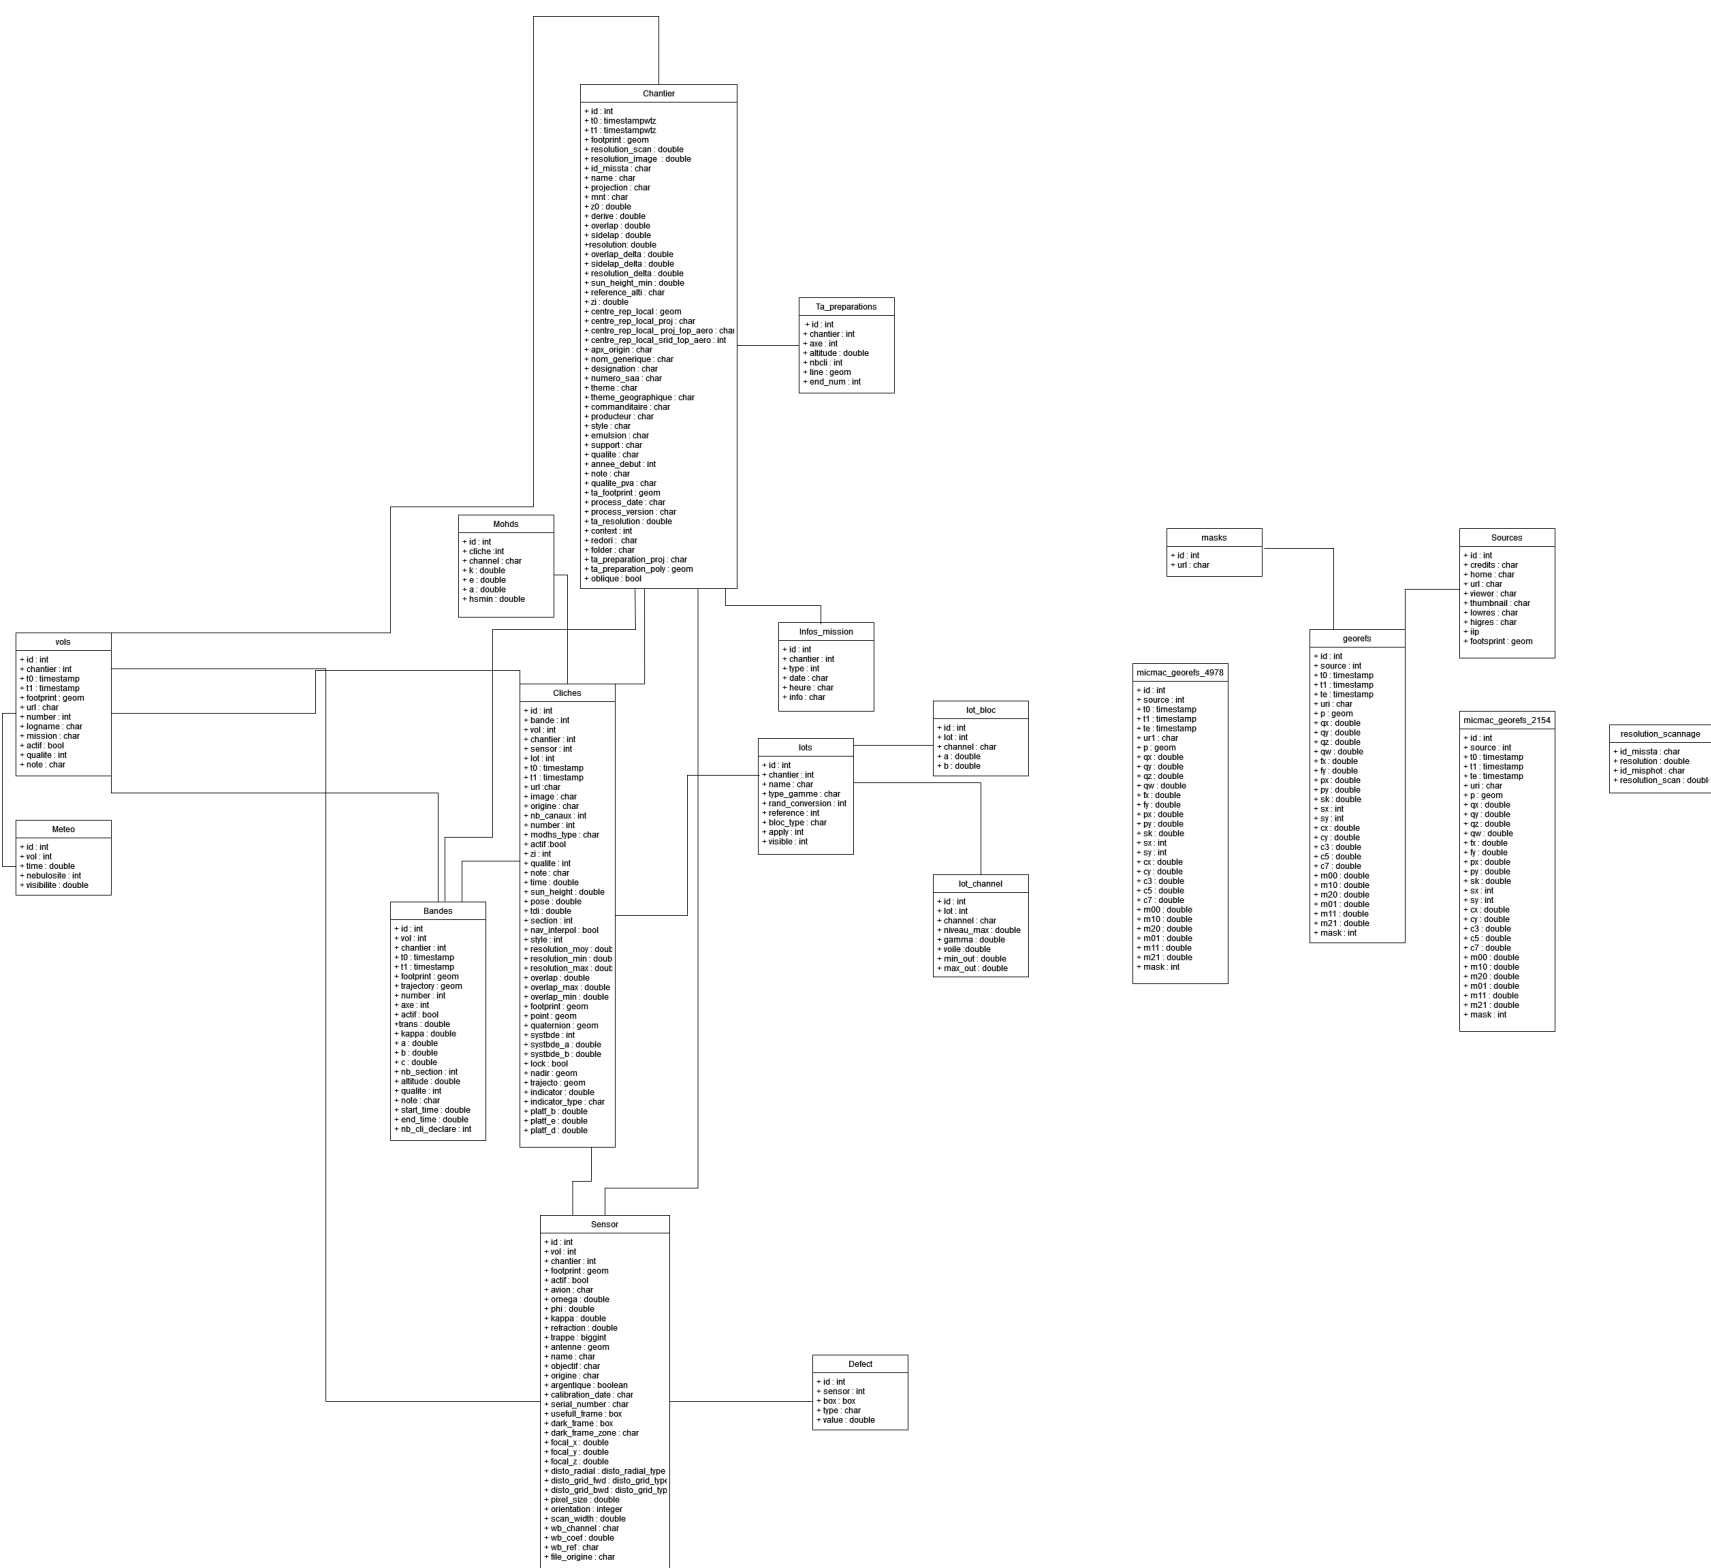 Chantier
+ id : int
+ t0 : timestampwtz
+ t1 : timestampwtz
+ footprint : geom
+ resolution_scan : double
+ resolution_image : double
+ id_missta : char
+ name : char
+ projection : char
+ mnt : char
+ z0 : double
+ derive : double
+ overlap : double
+ sidelap : double
+resolution: double
+ overlap_delta : double
+ sidelap_delta : double
+ resolution_delta : double
+ sun_height_min : double
+ reference_alti : char
+ zi : double
+ centre_rep_local : geom
+ centre_rep_local_proj : char
+ centre_rep_local_ proj_top_aero : char
+ centre_rep_local_srid_top_aero : int
+ apx_origin : char
+ nom_generique : char
+ designation : char
+ numero_saa : char
+ theme : char
+ theme_geographique : char
+ commanditaire : char
+ producteur : char
+ style : char
+ emulsion : char
+ support : char
+ qualite : char
+ annee_debut : int
+ note : char
+ qualite_pva : char
+ ta_footprint : geom
+ process_date : char
+ process_version : char
+ ta_resolution : double
+ context : int
+ redori : char
+ folder : char
+ ta_preparation_proj : char
+ ta_preparation_poly : geom
+ oblique : bool
Ta_preparations
+ id : int
+ chantier : int
+ axe : int
+ altitude : double
+ nbcli : int
+ line : geom
+ end_num : int
Mohds
+ id : int
+ cliche :int
+ channel : char
+ k : double
+ e : double
+ a : double
+ hsmin : double
masks
+ id : int
+ url : char
Sources
+ id : int
+ credits : char
+ home : char
+ url : char
+ viewer : char
+ thumbnail : char
+ lowres : char
+ higres : char
+ iip
+ footsprint : geom
vols
+ id : int
+ chantier : int
+ t0 : timestamp
+ t1 : timestamp
+ footprint : geom
+ url : char
+ number : int
+ logname : char
+ mission : char
+ actif : bool
+ qualite : int
+ note : char
Infos_mission
+ id : int
+ chantier : int
+ type : int
+ date : char
+ heure : char
+ info : char
georefs
+ id : int
+ source : int
+ t0 : timestamp
+ t1 : timestamp
+ te : timestamp
+ uri : char
+ p : geom
+ qx : double
+ qy : double
+ qz : double
+ qw : double
+ fx : double
+ fy : double
+ px : double
+ py : double
+ sk : double
+ sx : int
+ sy : int
+ cx : double
+ cy : double
+ c3 : double
+ c5 : double
+ c7 : double
+ m00 : double
+ m10 : double
+ m20 : double
+ m01 : double
+ m11 : double
+ m21 : double
+ mask : int
micmac_georefs_4978
+ id : int
+ source : int
+ t0 : timestamp
+ t1 : timestamp
+ te : timestamp
+ ur1 : char
+ p : geom
+ qx : double
+ qy : double
+ qz : double
+ qw : double
+ fx : double
+ fy : double
+ px : double
+ py : double
+ sk : double
+ sx : int
+ sy : int
+ cx : double
+ cy : double
+ c3 : double
+ c5 : double
+ c7 : double
+ m00 : double
+ m10 : double
+ m20 : double
+ m01 : double
+ m11 : double
+ m21 : double
+ mask : int
Cliches
+ id : int
+ bande : int
+ vol : int
+ chantier : int
+ sensor : int
+ lot : int
+ t0 : timestamp
+ t1 : timestamp
+ url :char
+ image : char
+ origine : char
+ nb_canaux : int
+ number : int
+ modhs_type : char
+ actif :bool
+ zi : int
+ qualite : int
+ note : char
+ time : double
+ sun_height : double
+ pose : double
+ tdi : double
+ section : int
+ nav_interpol : bool
+ style : int
+ resolution_moy : doub
+ resolution_min : doub
+ resolution_max : doub
+ overlap : double
+ overlap_max : double
+ overlap_min : double
+ footprint : geom
+ point : geom
+ quaternion : geom
+ systbde : int
+ systbde_a : double
+ systbde_b : double
+ lock : bool
+ nadir : geom
+ trajecto : geom
+ indicator : double
+ indicator_type : char
+ platf_b : double
+ platf_e : double
+ platf_d : double
lot_bloc
+ id : int
+ lot : int
+ channel : char
+ a : double
+ b : double
micmac_georefs_2154
+ id : int
+ source : int
+ t0 : timestamp
+ t1 : timestamp
+ te : timestamp
+ uri : char
+ p : geom
+ qx : double
+ qy : double
+ qz : double
+ qw : double
+ fx : double
+ fy : double
+ px : double
+ py : double
+ sk : double
+ sx : int
+ sy : int
+ cx : double
+ cy : double
+ c3 : double
+ c5 : double
+ c7 : double
+ m00 : double
+ m10 : double
+ m20 : double
+ m01 : double
+ m11 : double
+ m21 : double
+ mask : int
resolution_scannage
+ id_missta : char
+ resolution : double
+ id_misphot : char
+ resolution_scan : doubl
lots
+ id : int
+ chantier : int
+ name : char
+ type_gamme : char
+ rand_conversion : int
+ reference : int
+ bloc_type : char
+ apply : int
+ visible : int
Meteo
+ id : int
+ vol : int
+ time : double
+ nebulosite : int
+ visibilite : double
lot_channel
+ id : int
+ lot : int
+ channel : char
+ niveau_max : double
+ gamma : double
+ voile :double
+ min_out : double
+ max_out : double
Bandes
+ id : int
+ vol : int
+ chantier : int
+ t0 : timestamp
+ t1 : timestamp
+ footprint : geom
+ trajectory : geom
+ number : int
+ axe : int
+ actif : bool
+trans : double
+ kappa : double
+ a : double
+ b : double
+ c : double
+ nb_section : int
+ altitude : double
+ qualite : int
+ note : char
+ start_time : double
+ end_time : double
+ nb_cli_declare : int
Sensor
+ id : int
+ vol : int
+ chantier : int
+ footprint : geom
+ actif : bool
+ avion : char
+ omega : double
+ phi : double
+ kappa : double
+ refraction : double
+ trappe : biggint
+ antenne : geom
+ name : char
+ objectif : char
+ origine : char
+ argentique : boolean
+ calibration_date : char
+ serial_number : char
+ usefull_frame : box
+ dark_frame : box
+ dark_frame_zone : char
+ focal_x : double
+ focal_y : double
+ focal_z : double
+ disto_radial : disto_radial_type
+ disto_grid_fwd : disto_grid_type
+ disto_grid_bwd : disto_grid_typ
+ pixel_size : double
+ orientation : integer
+ scan_width : double
+ wb_channel : char
+ wb_coef : double
+ wb_ref : char
+ file_origine : char
Defect
+ id : int
+ sensor : int
+ box : box
+ type : char
+ value : double